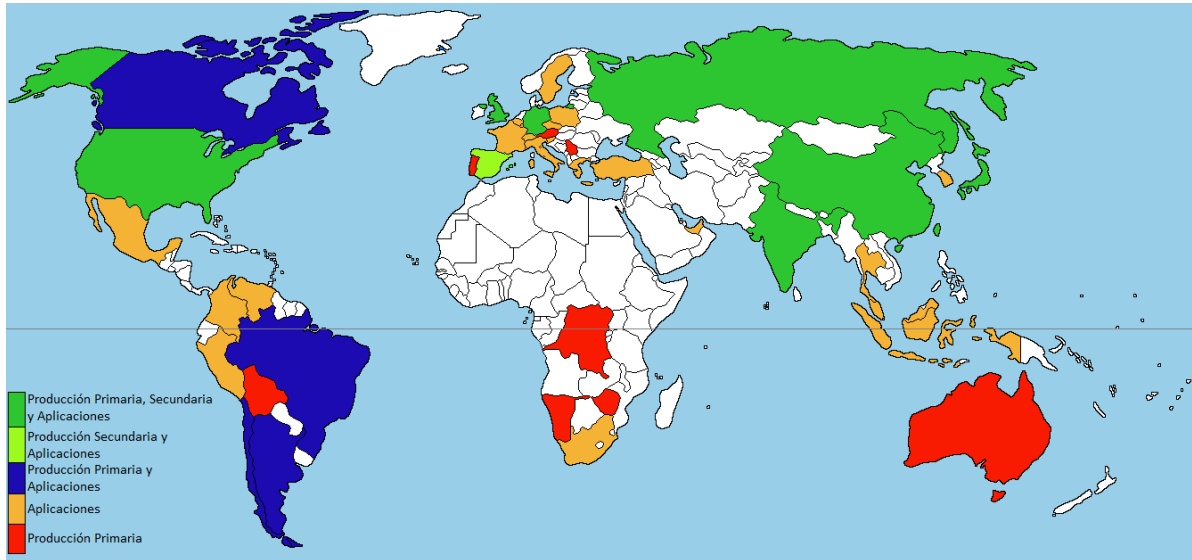 Producción Primaria, Secundaria
y Aplicaciones
Producción Secundaria y
Aplicaciones
Producción Primaria y
Aplicaciones
Aplicaciones
Producción Primaria